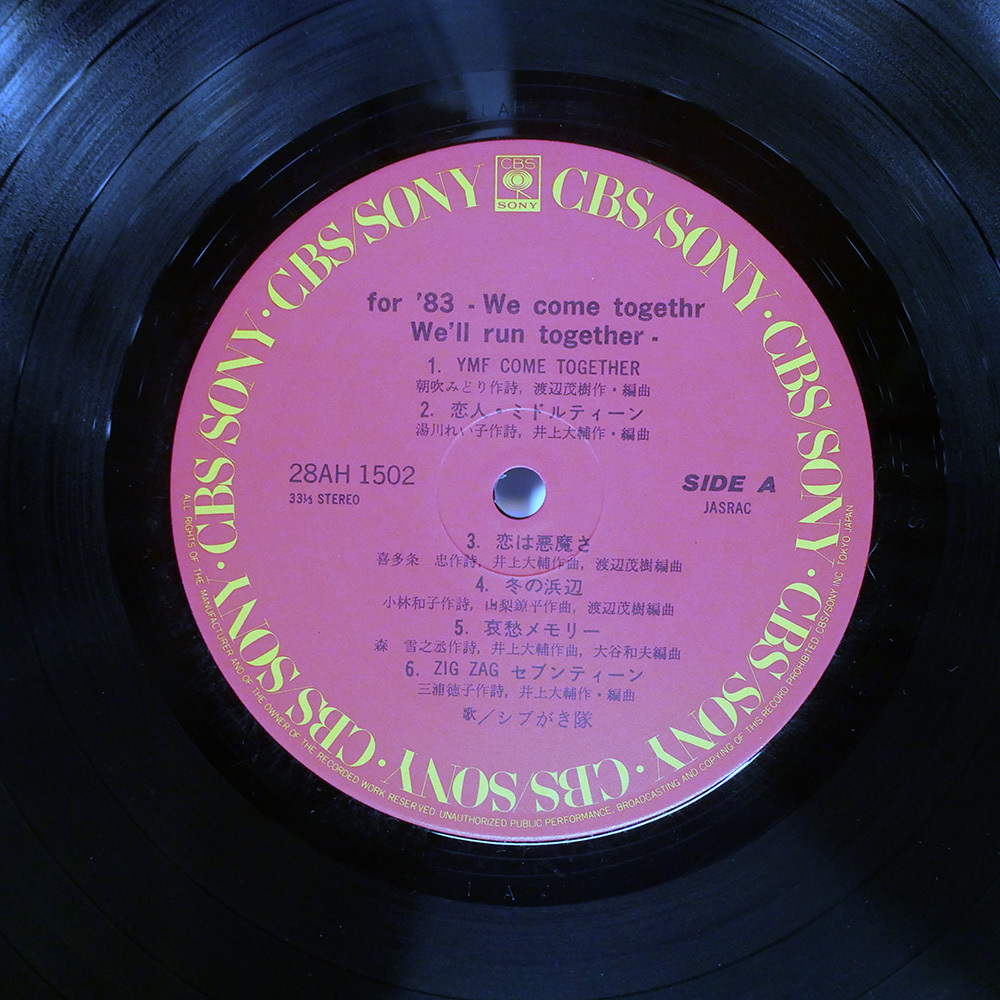 CBS
SONY
CBS/SONY · CBS/SONY · CBS/SONY · CBS/SONY · CBS/SONY · CBS/SONY · CBS/SONY · CBS/SONY · CBS/SONY · CBS/SONY
for '83 - We come togethr
We'll run together -
1. YMF COME TOGETHER
朝吹みどり作詩, 渡辺茂樹作・編曲
2. 恋人・ミドルティーン
湯川れい子作詩, 井上大輔作・編曲
28AH 1502
33⅓ STEREO
SIDE A
JASRAC
3. 恋は悪魔さ
喜多条 忠作詩, 井上大輔作曲, 渡辺茂樹編曲
4. 冬の浜辺
小林和子作詩, 山梨鐐平作曲, 渡辺茂樹編曲
5. 哀愁メモリー
森 雪之丞作詩, 井上大輔作曲, 大谷和夫編曲
6. ZIG ZAG セブンティーン
三浦徳子作詩, 井上大輔作・編曲
歌/シブがき隊
ALL RIGHTS OF THE MANUFACTURER AND OF THE OWNER OF THE RECORDED WORK RESERVED UNAUTHORIZED PUBLIC PERFORMANCE, BROADCASTING AND COPYING OF THIS RECORD PROHIBITED CBS/SONY INC. TOKYO JAPAN